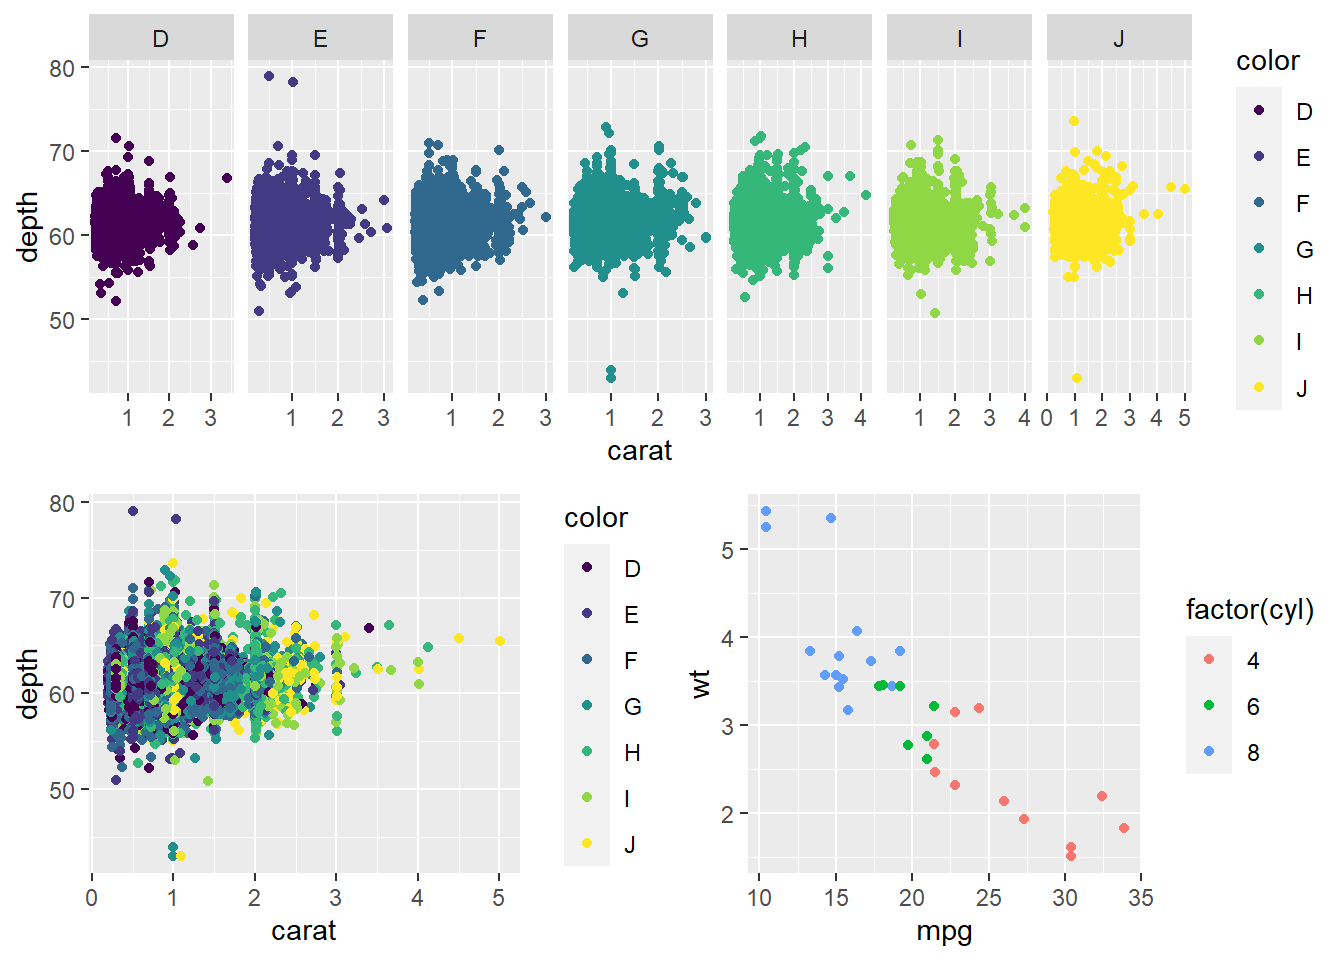 D E F G H I J
color
80
70
60
50
depth
D
E
F
G
H
I
J
1 2 3 1 2 3 1 2 3 1 2 3 1 2 3 4 1 2 3 4 0 1 2 3 4 5
carat
80
70
60
50
depth
0 1 2 3 4 5
carat
color
D
E
F
G
H
I
J
5
4
3
2
wt
10 15 20 25 30 35
mpg
factor(cyl)
4
6
8